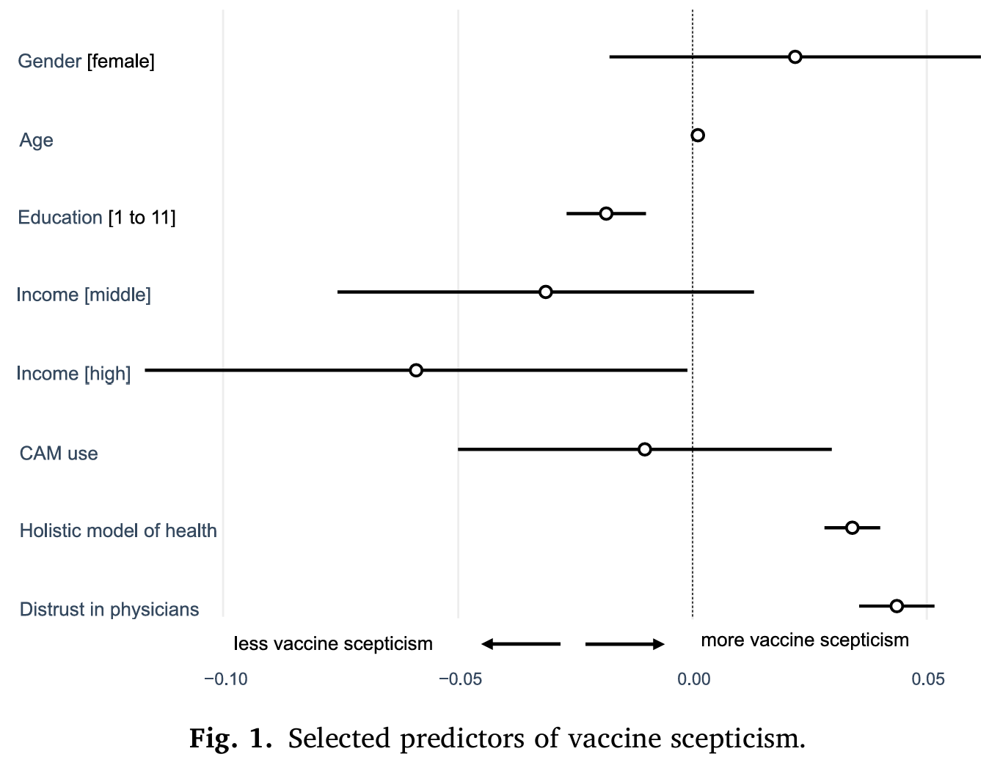 Gender [female]
Age
Education [1 to 11]
Income [middle]
Income [high]
CAM use
Holistic model of health
Distrust in physicians
less vaccine scepticism
more vaccine scepticism
−0.10 −0.05 0.00 0.05
Fig. 1. Selected predictors of vaccine scepticism.